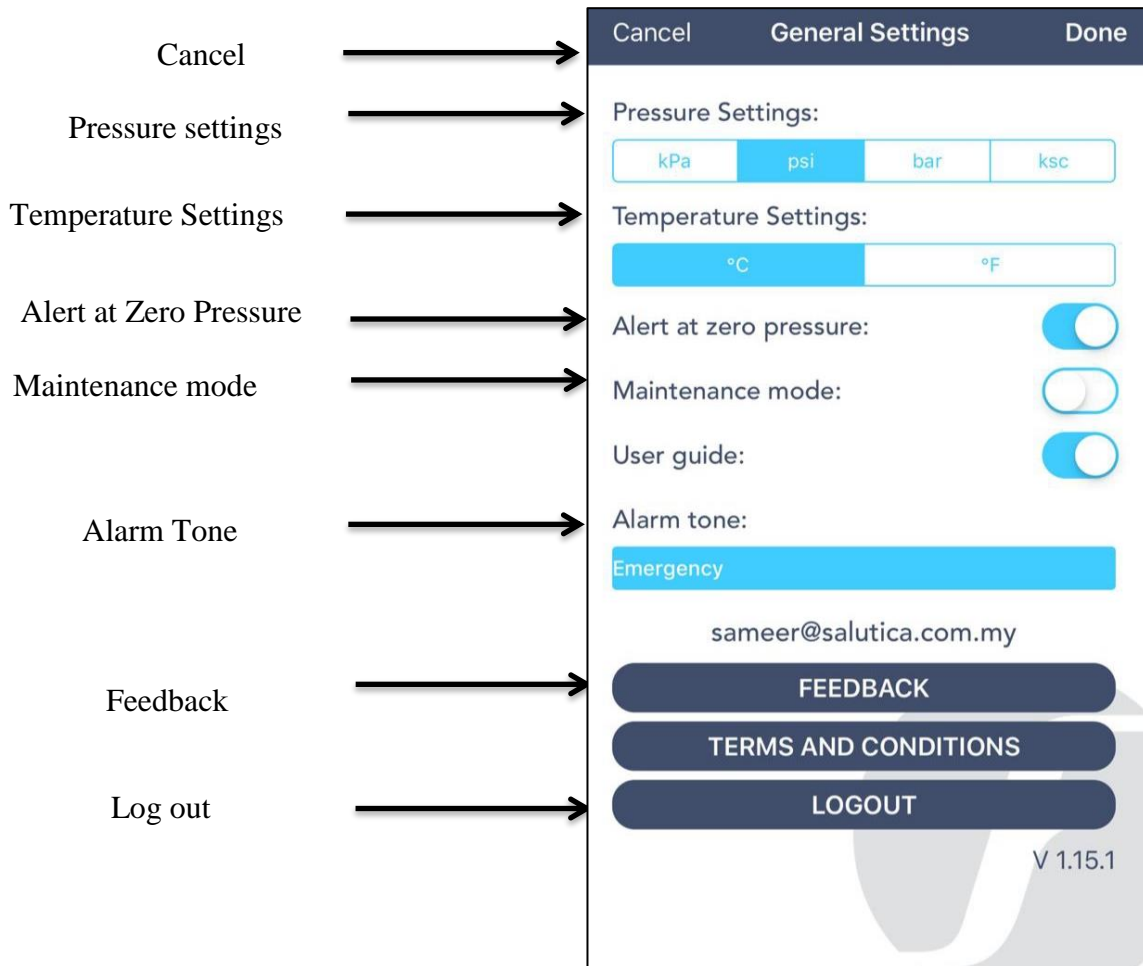 Cancel General Settings Done
Cancel
Pressure Settings:
Pressure settings
kPa psi bar ksc
Temperature Settings
Temperature Settings:
°C °F
Alert at Zero Pressure
Alert at zero pressure:
Maintenance mode
Maintenance mode:
User guide:
Alarm Tone
Alarm tone:
Emergency
sameer@salutica.com.my
Feedback
FEEDBACK
TERMS AND CONDITIONS
Log out
LOGOUT
V 1.15.1